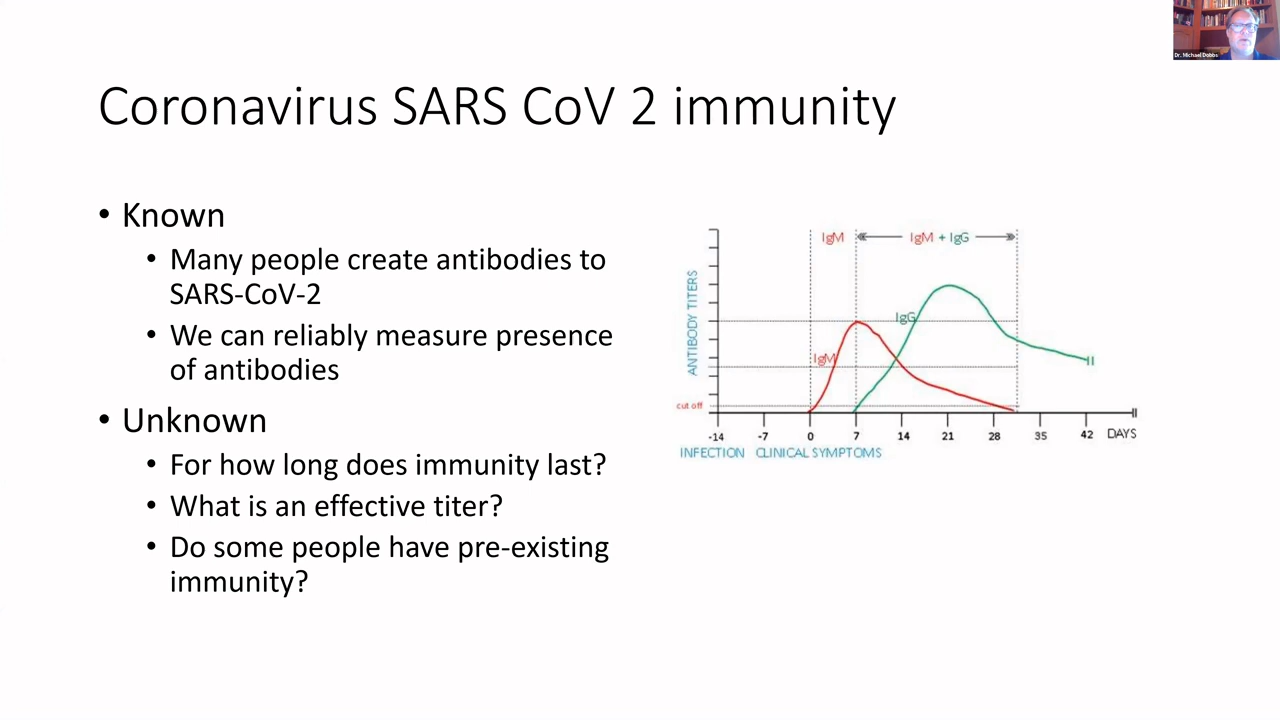 Dr. Michael Dobbs
Coronavirus SARS CoV 2 immunity
• Known
• Many people create antibodies to
SARS-CoV-2
• We can reliably measure presence
of antibodies
• Unknown
• For how long does immunity last?
• What is an effective titer?
• Do some people have pre-existing
immunity?
IgM
IgM + IgG
ANTIBODY TITERS
IgG
IgM
cut off
-14 -7 0 7 14 21 28 35 42 DAYS
INFECTION CLINICAL SYMPTOMS